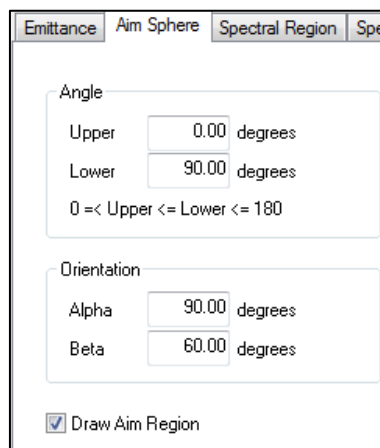 Emittance Aim Sphere Spectral Region Spe
Angle
Upper 0.00 degrees
Lower 90.00 degrees
0 =< Upper <= Lower <= 180
Orientation
Alpha 90.00 degrees
Beta 60.00 degrees
Draw Aim Region